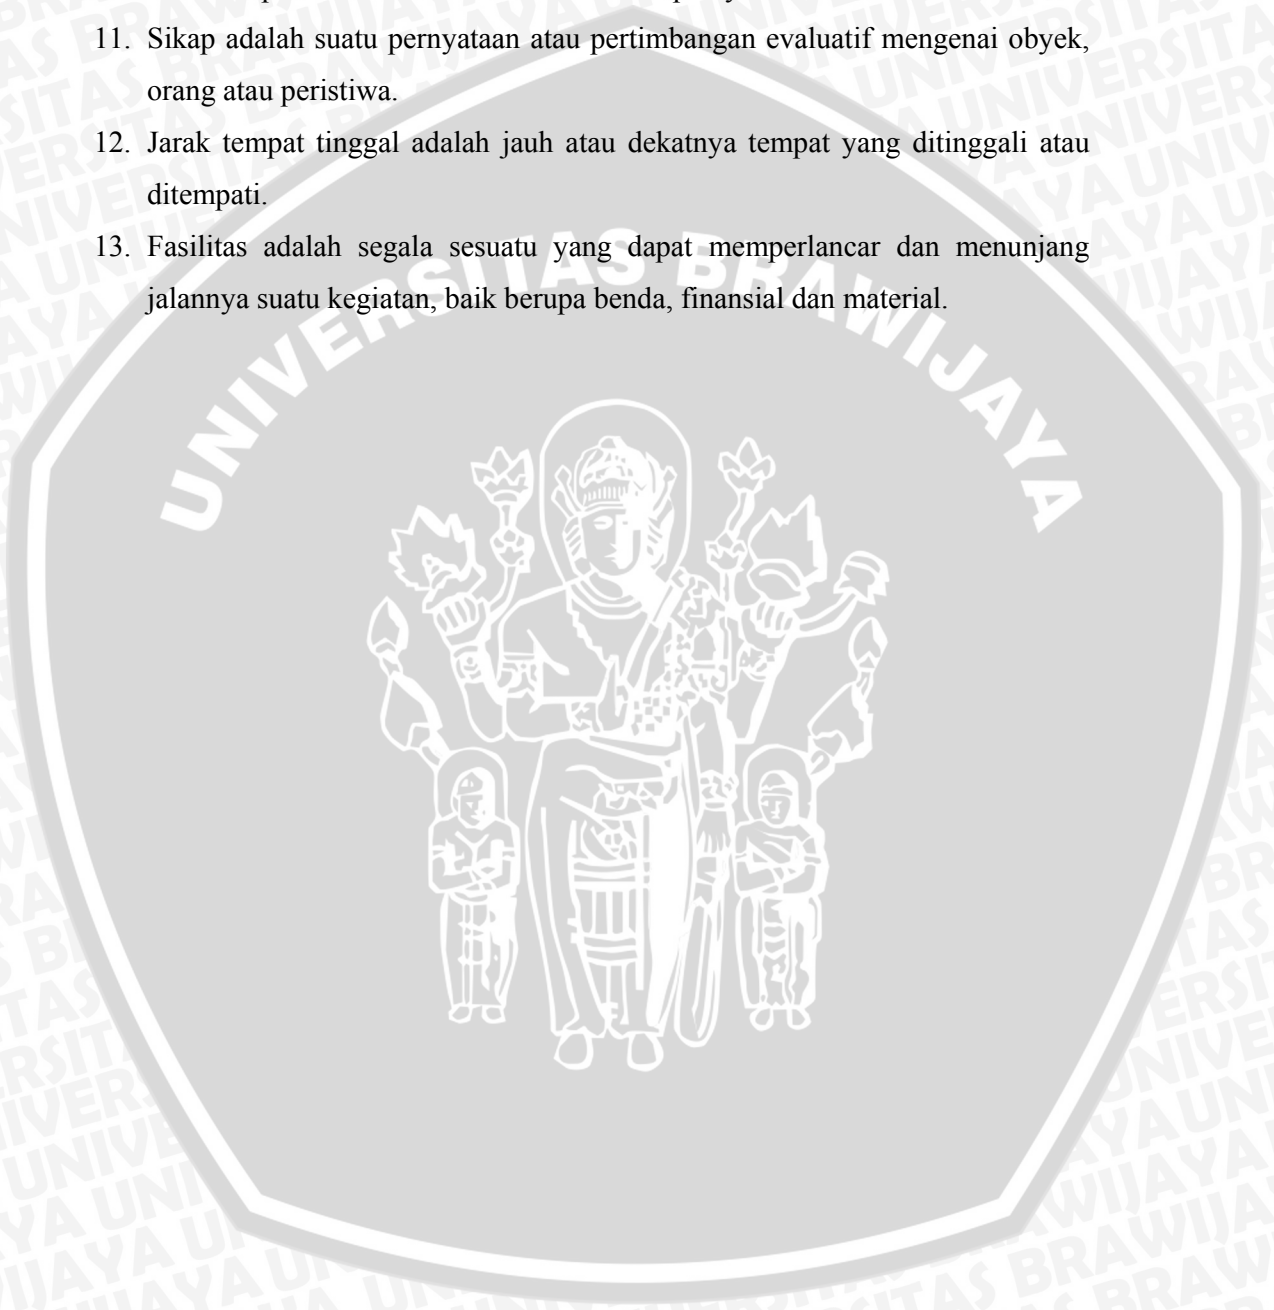 11. Sikap adalah suatu pernyataan atau pertimbangan evaluatif mengenai obyek,
orang atau peristiwa.
12. Jarak tempat tinggal adalah jauh atau dekatnya tempat yang ditinggali atau
ditempati.
13. Fasilitas adalah segala sesuatu yang dapat memperlancar dan menunjang
jalannya suatu kegiatan, baik berupa benda, finansial dan material.
UNIVERSITAS BRAWIJAYA